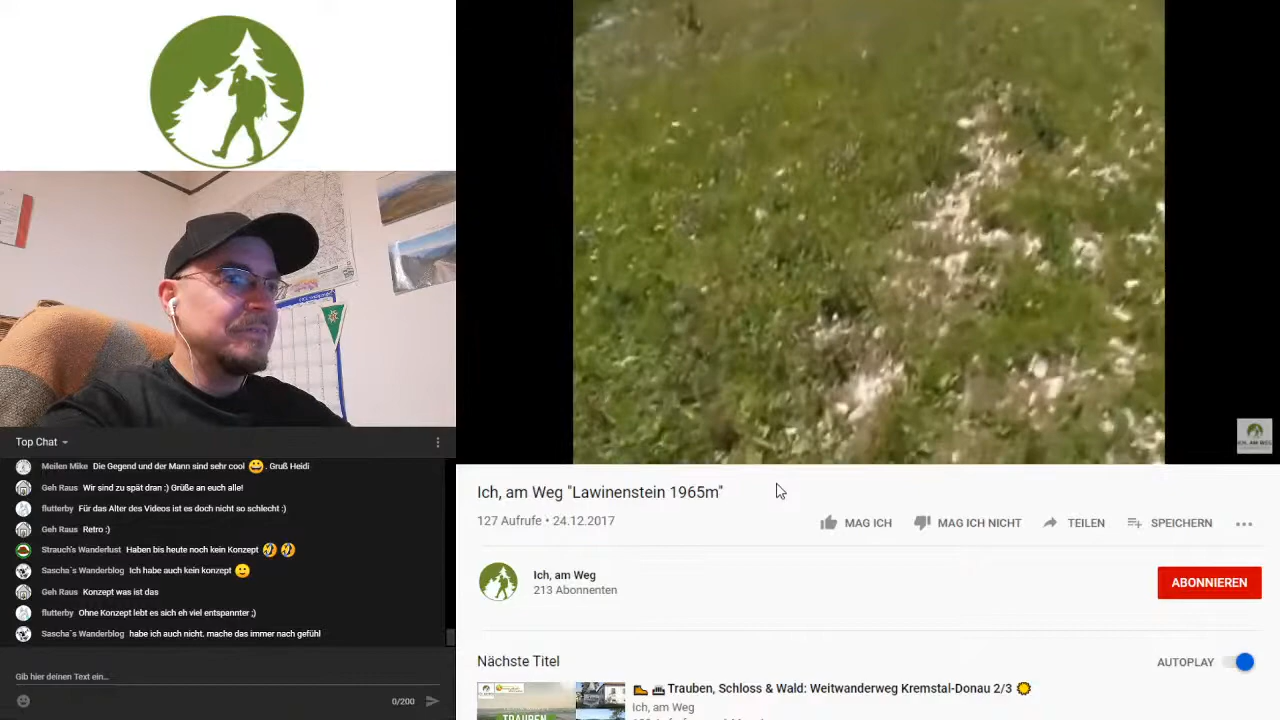 Top Chat
Meilen Mike Die Gegend und der Mann sind sehr cool 😀 . Gruß Heidi
Geh Raus Wir sind zu spät dran :) Grüße an euch alle!
flutterby Für das Alter des Videos ist es doch nicht so schlecht :)
Geh Raus Retro :)
Strauch's Wanderlust Haben bis heute noch kein Konzept 🤣 🤣
Sascha´s Wanderblog Ich habe auch kein konzept 🙂
Geh Raus Konzept was ist das
flutterby Ohne Konzept lebt es sich eh viel entspannter ;)
Sascha´s Wanderblog habe ich auch nicht. mache das immer nach gefühl
Gib hier deinen Text ein...
0/200
ICH, AM WEG
Ich, am Weg "Lawinenstein 1965m"
127 Aufrufe • 24.12.2017
MAG ICH
MAG ICH NICHT
TEILEN
SPEICHERN
Ich, am Weg
213 Abonnenten
ABONNIEREN
Nächste Titel
AUTOPLAY
Trauben, Schloss & Wald: Weitwanderweg Kremstal-Donau 2/3
Ich, am Weg
TRAUBEN